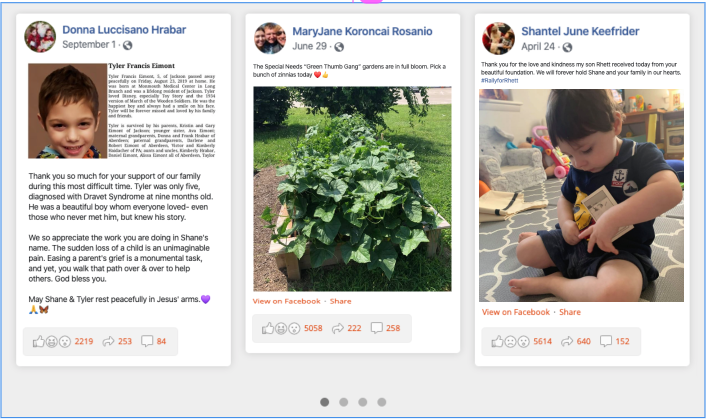 Donna Luccisano Hrabar
September 1 ·
Tyler Francis Eimont
Tyler Francis Eimont, 5, of Jackson passed away
peacefully on Friday, August 23, 2019 at home. He
was born at Monmouth Medical Center in Long
Branch and was a lifelong resident of Jackson. Tyler
loved Disney, especially Toy Story and the 1934
version of March of the Wooden Soldiers. He was the
happiest boy and always had a smile on his face.
Tyler will be forever missed and loved by his family
and friends.
Tyler is survived by his parents, Kristin and Gary
Eimont of Jackson; younger sister, Ava Eimont;
maternal grandparents, Donna and Frank Hrabar of
Aberdeen; paternal grandparents, Darlene and
Robert Eimont of Aberdeen; Victor and Kimberly
of PA; aunts and uncles, Kimberly Hrabar,
Daniel Eimont, Alexa Eimont all of Aberdeen, Taylor
Thank you so much for your support of our family
during this most difficult time. Tyler was only five,
diagnosed with Dravet Syndrome at nine months old.
He was a beautiful boy whom everyone loved- even
those who never met him, but knew his story.
We so appreciate the work you are doing in Shane's
name. The sudden loss of a child is an unimaginable
pain. Easing a parent's grief is a monumental task,
and yet, you walk that path over & over to help
others. God bless you.
May Shane & Tyler rest peacefully in Jesus' arms.💜
🙏🦋
2219 253 84
MaryJane Koroncai Rosanio
June 29 ·
The Special Needs "Green Thumb Gang" gardens are in full bloom. Pick a
bunch of zinnias today ❤️👍
View on Facebook · Share
5058 222 258
Shantel June Keefrider
April 24 ·
Thank you for the love and kindness my son Rhett received today from your
beautiful foundation. We will forever hold Shane and your family in our hearts.
#RallyforRhett
View on Facebook · Share
5614 640 152